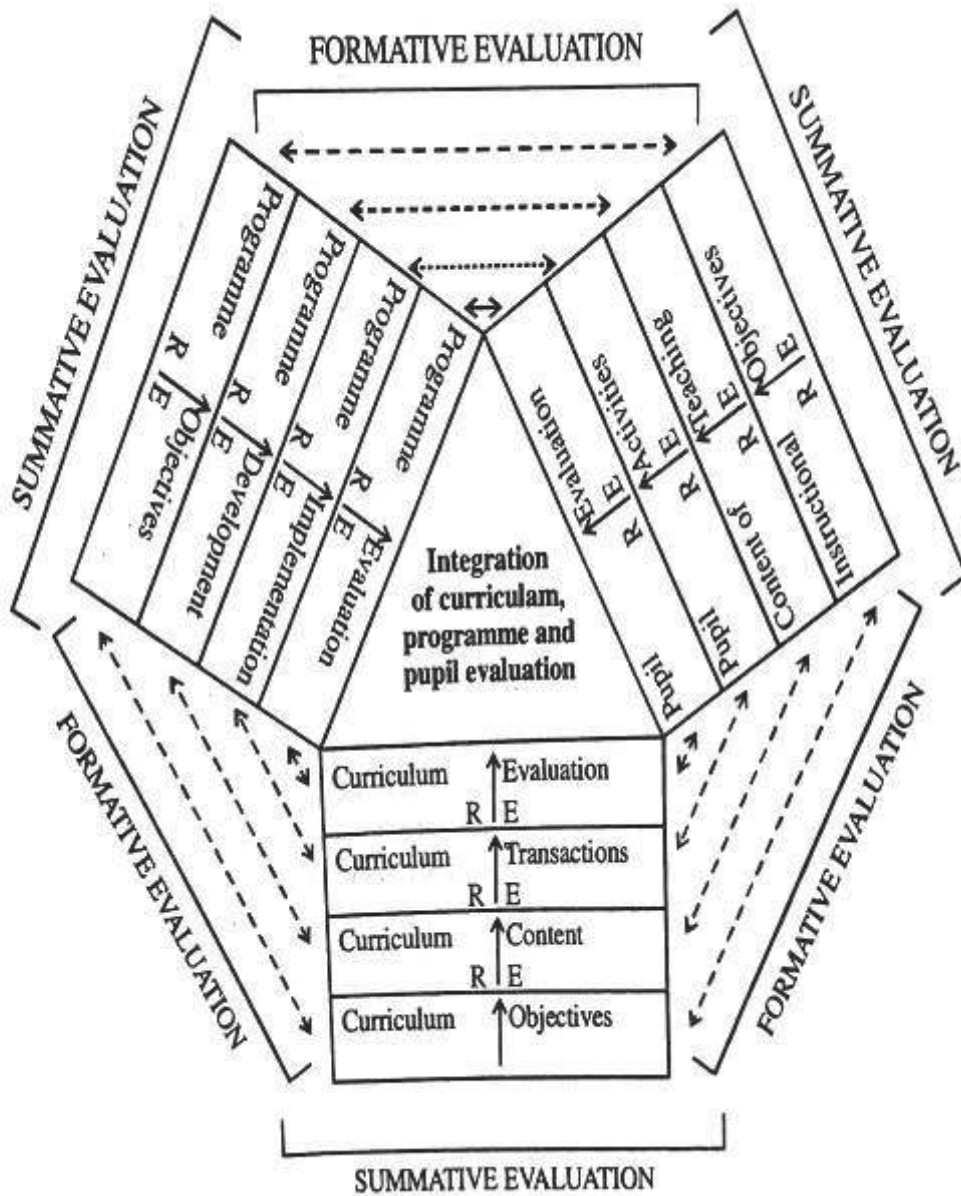 FORMATIVE EVALUATION
SUMMATIVE EVALUATION
SUMMATIVE EVALUATION
Programme R E Objectives
Programme R E Development
Programme R E Implementation
Programme R E Evaluation
Instructional R E Objectives
Content of R E Teaching
Pupil R E Activities
Pupil R E Evaluation
Integration
of curriculam,
programme and
pupil evaluation
Curriculum Evaluation
R E
Curriculum Transactions
R E
Curriculum Content
R E
Curriculum Objectives
FORMATIVE EVALUATION
FORMATIVE EVALUATION
SUMMATIVE EVALUATION